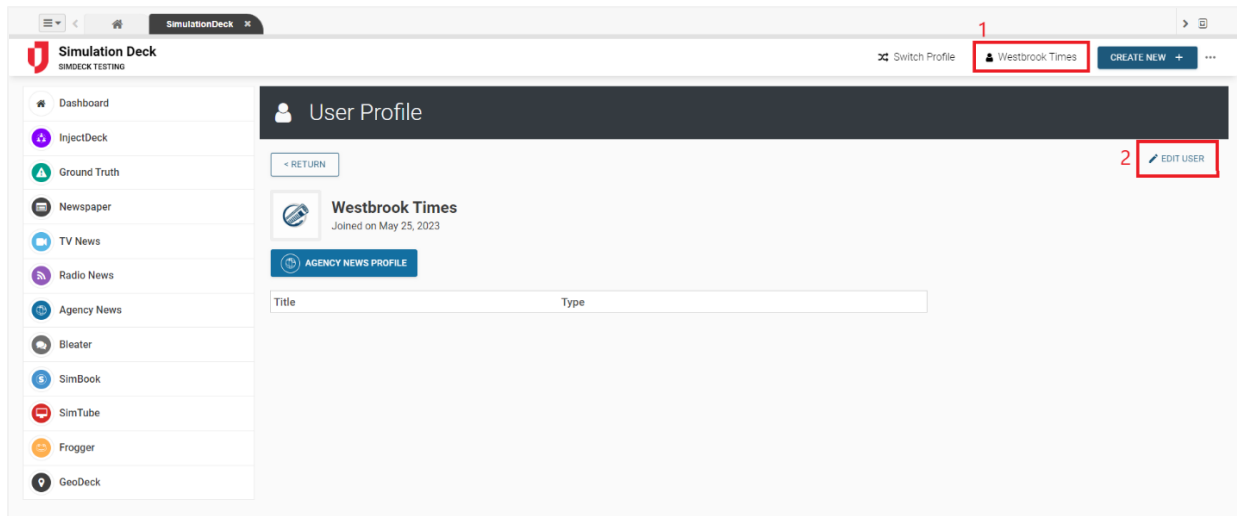 SimulationDeck ×
1
Simulation Deck
SIMDECK TESTING
Switch Profile
Westbrook Times
CREATE NEW +
Dashboard
InjectDeck
Ground Truth
Newspaper
TV News
Radio News
Agency News
Bleater
SimBook
SimTube
Frogger
GeoDeck
User Profile
< RETURN
2
EDIT USER
Westbrook Times
Joined on May 25, 2023
AGENCY NEWS PROFILE
Title Type